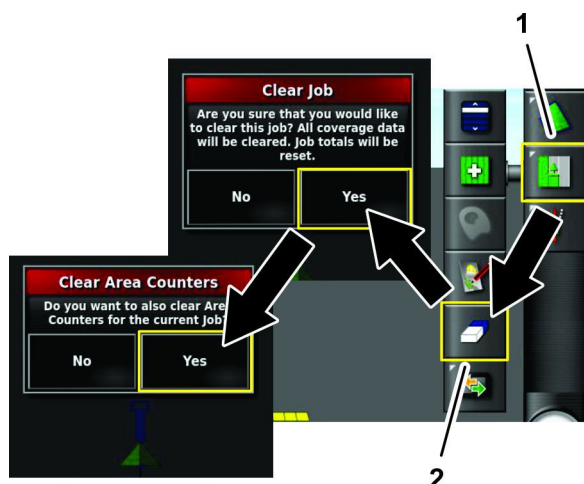 1
Clear Job
Are you sure that you would like
to clear this job? All coverage data
will be cleared. Job totals will be
reset.
No
Yes
Clear Area Counters
Do you want to also clear Area
Counters for the current Job?
No
Yes
2